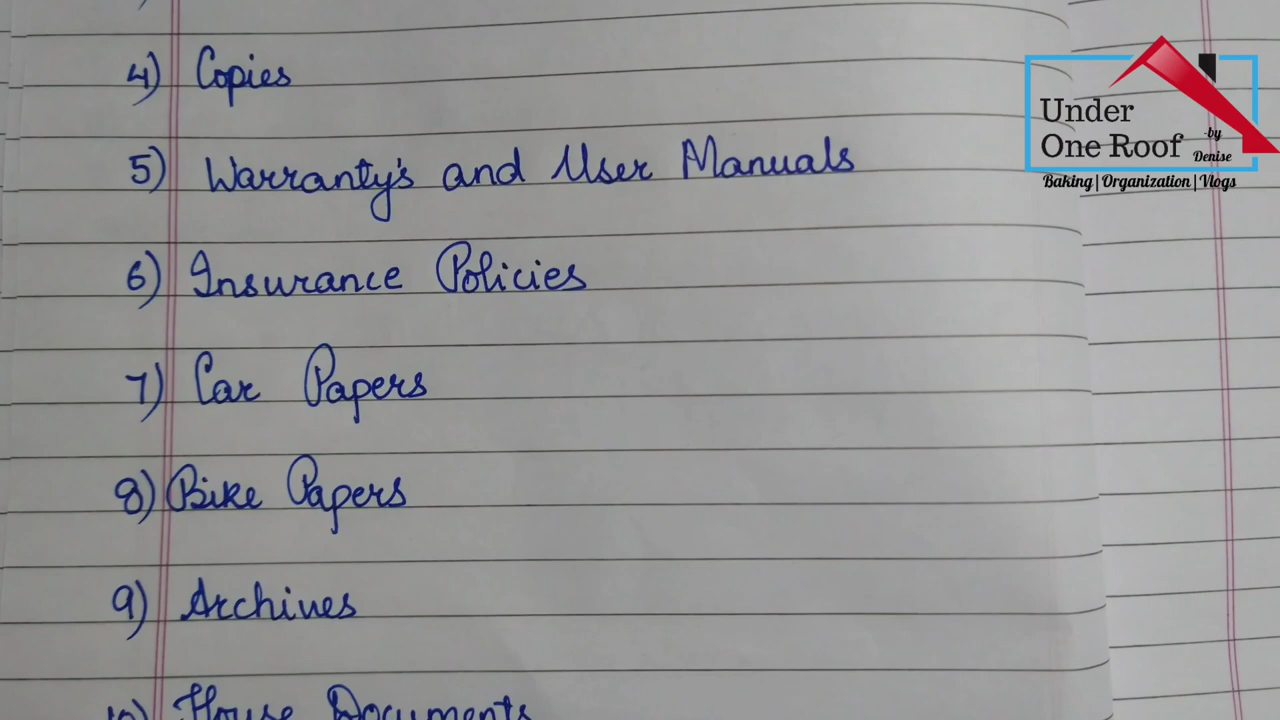 4) Copies
5) Warranty's and User Manuals
6) Insurance Policies
7) Car Papers
8) Bike Papers
9) Archives
10) House Documents
Under
One Roof
-by
Denise
Baking | Organization | Vlogs